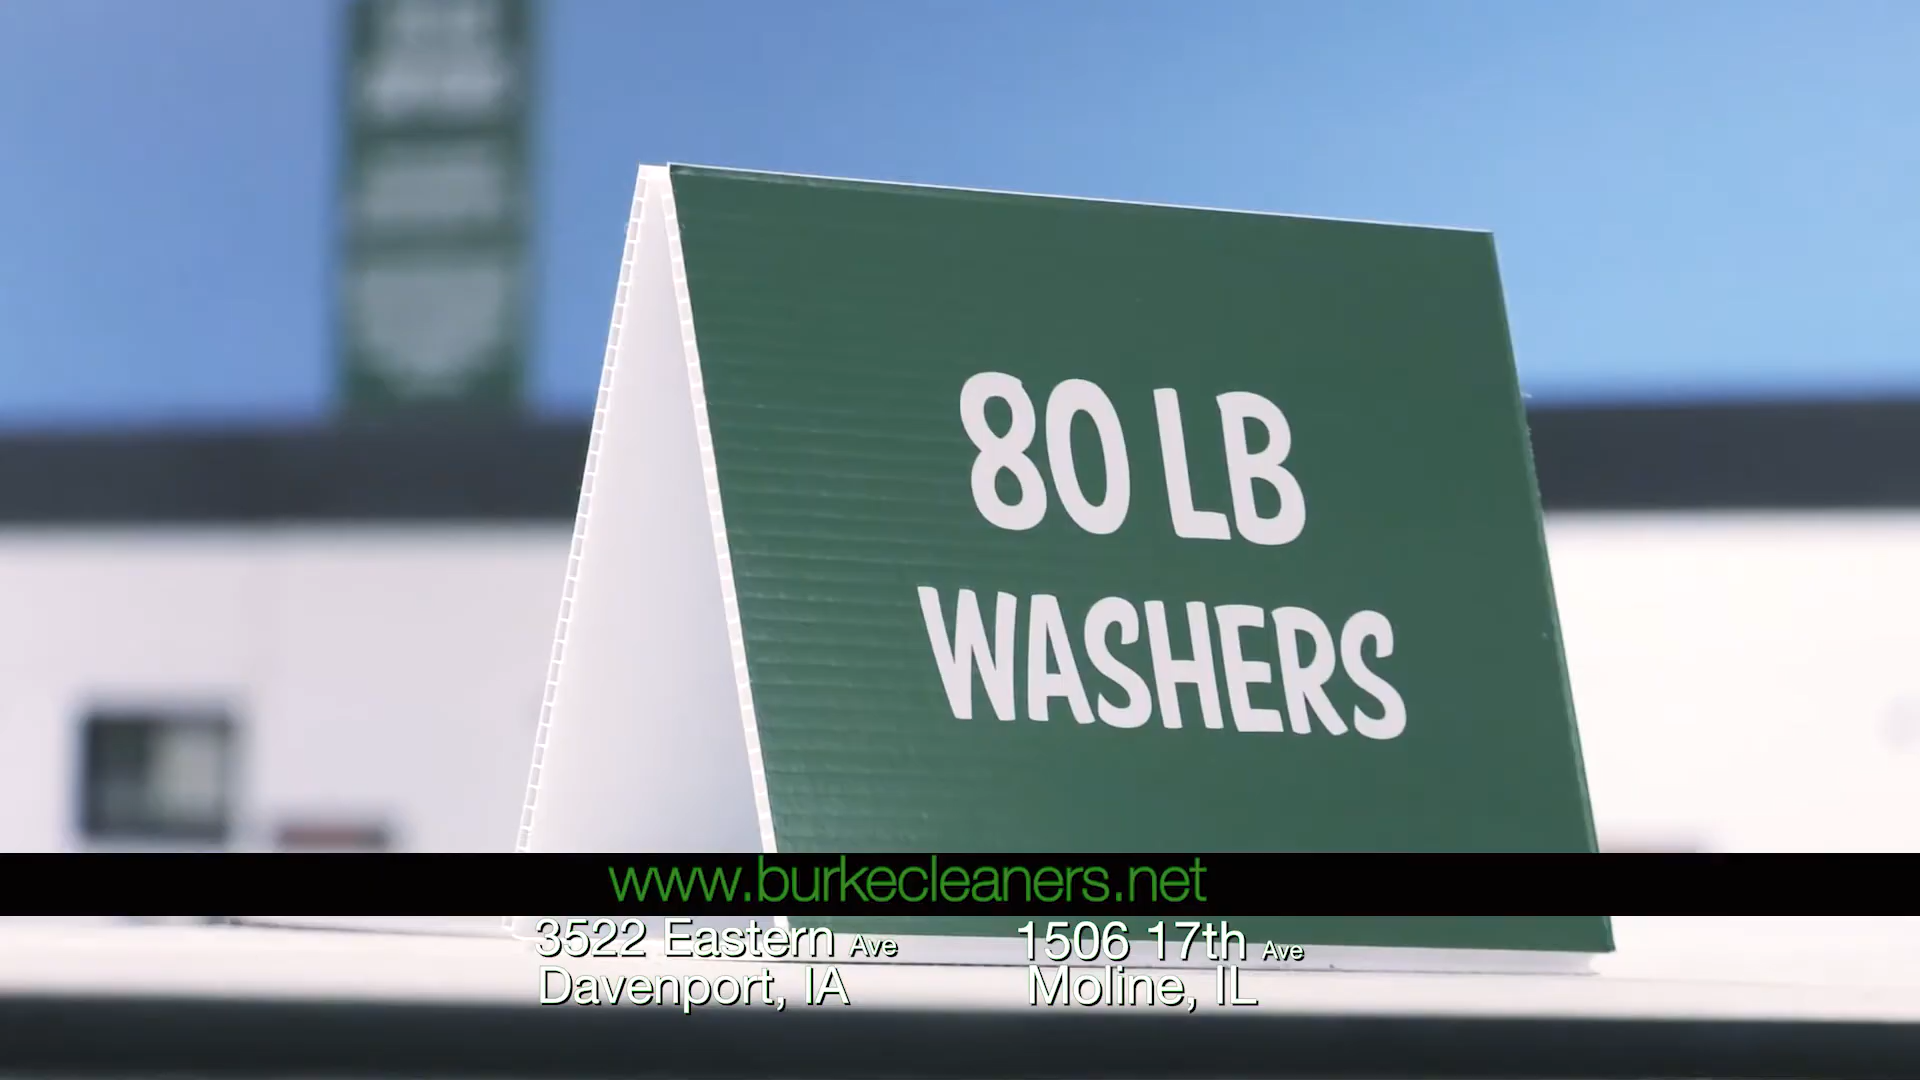 80 LB
WASHERS
www.burkecleaners.net
3522 Eastern Ave
Davenport, IA
1506 17th Ave
Moline, IL